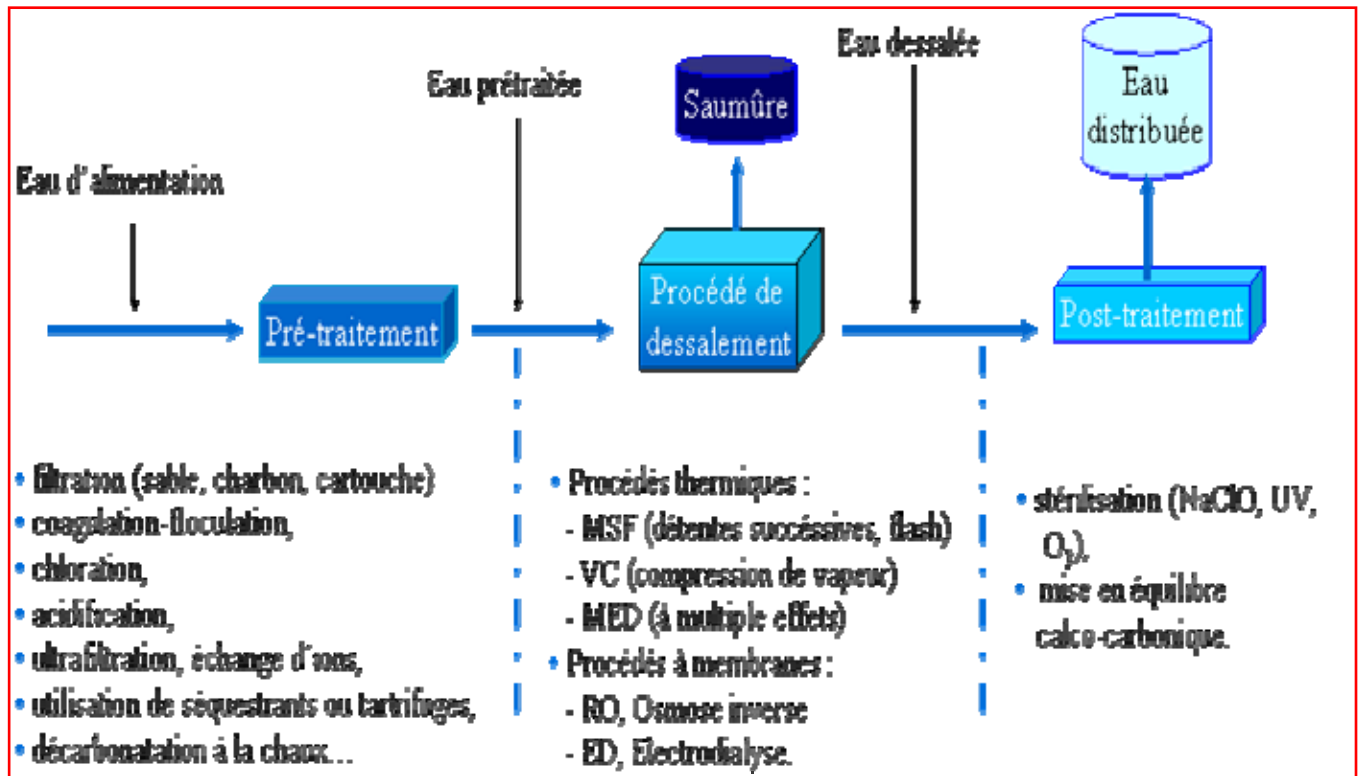 Eau d'alimentation
Eau prétraitée
Saumûre
Eau dessalée
Eau
distribuée
Pré-traitement
Procédé de
dessalement
Post-traitement
• filtration (sable, charbon, cartouche)
• coagulation-floculation,
• chloration,
• acidification,
• ultrafiltration, échange d'ions,
• utilisation de séquestrants ou tartrifuges,
• décarbonatation à la chaux...
• Procédés thermiques :
- MSF (détentes succéssives, flash)
- VC (compression de vapeur)
- MED (à multiple effets)
• Procédés à membranes :
- RO, Osmose inverse
- ED, Electrodialyse.
• stérilisation (NaClO, UV,
O₃),
• mise en équilibre
calco-carbonique.